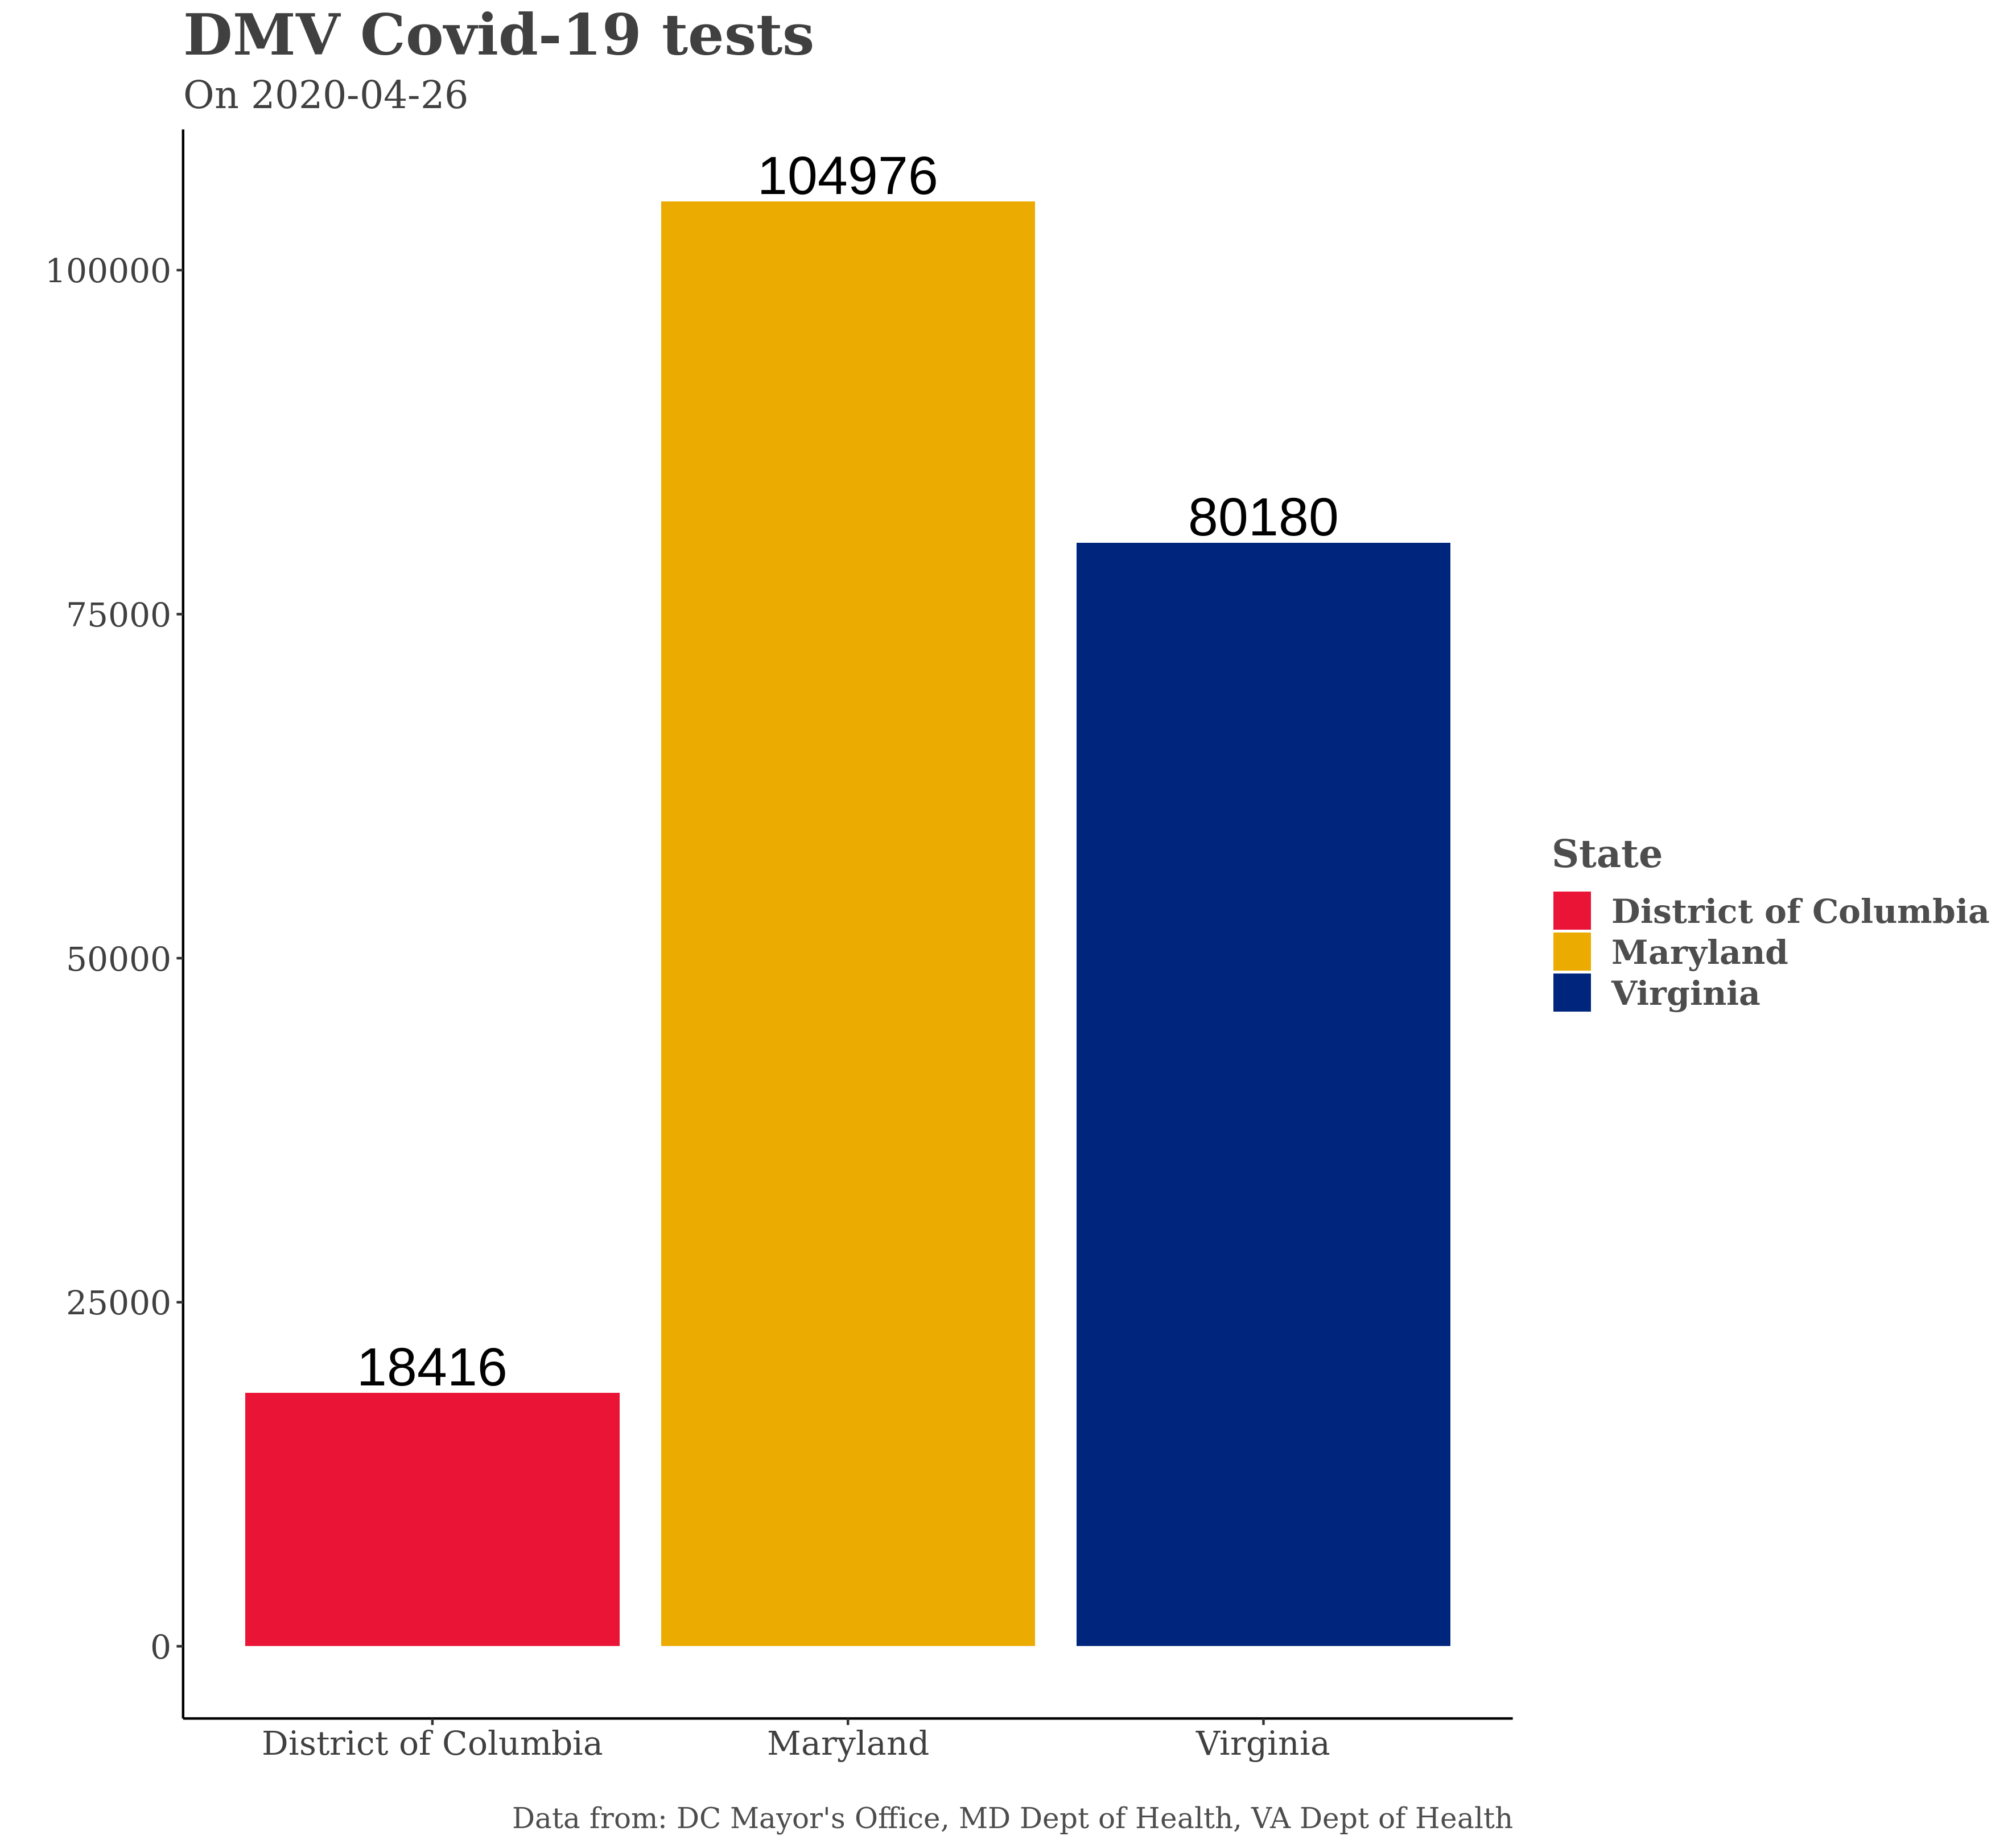 DMV Covid-19 tests
On 2020-04-26
104976
100000
80180
75000
State
District of Columbia
Maryland
Virginia
50000
25000
18416
0
District of Columbia
Maryland
Virginia
Data from: DC Mayor's Office, MD Dept of Health, VA Dept of Health